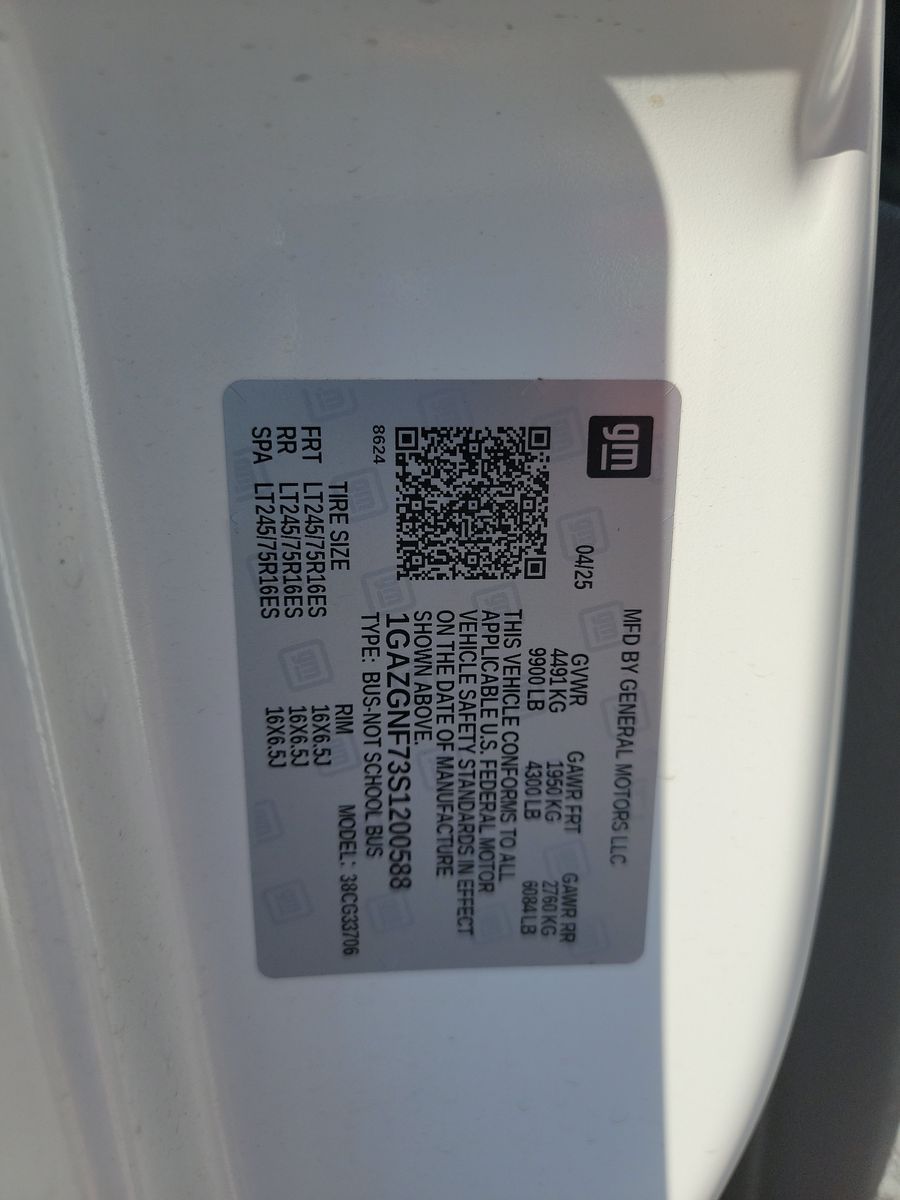 gm
MFD BY GENERAL MOTORS LLC
04/25
GVWR GAWR FRT GAWR RR
4491 KG 1950 KG 2760 KG
9900 LB 4300 LB 6084 LB
THIS VEHICLE CONFORMS TO ALL
APPLICABLE U.S. FEDERAL MOTOR
VEHICLE SAFETY STANDARDS IN EFFECT
ON THE DATE OF MANUFACTURE
SHOWN ABOVE.
8624
1GAZGNF73S1200588
TYPE: BUS-NOT SCHOOL BUS
MODEL: 38CG33706
TIRE SIZE RIM
FRT LT245/75R16ES 16X6.5J
RR LT245/75R16ES 16X6.5J
SPA LT245/75R16ES 16X6.5J